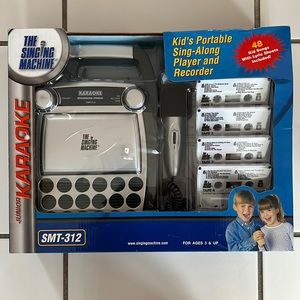 THE
SINGING
MACHINE
Kid's Portable
Sing-Along
Player and
Recorder
48
Kid Songs
With Lyric Sheets
Included!
JUNIOR
KARAOKE
KARAOKE
THE
SINGING
MACHINE
SMT-312
www.singingmachine.com
FOR AGES 3 & UP